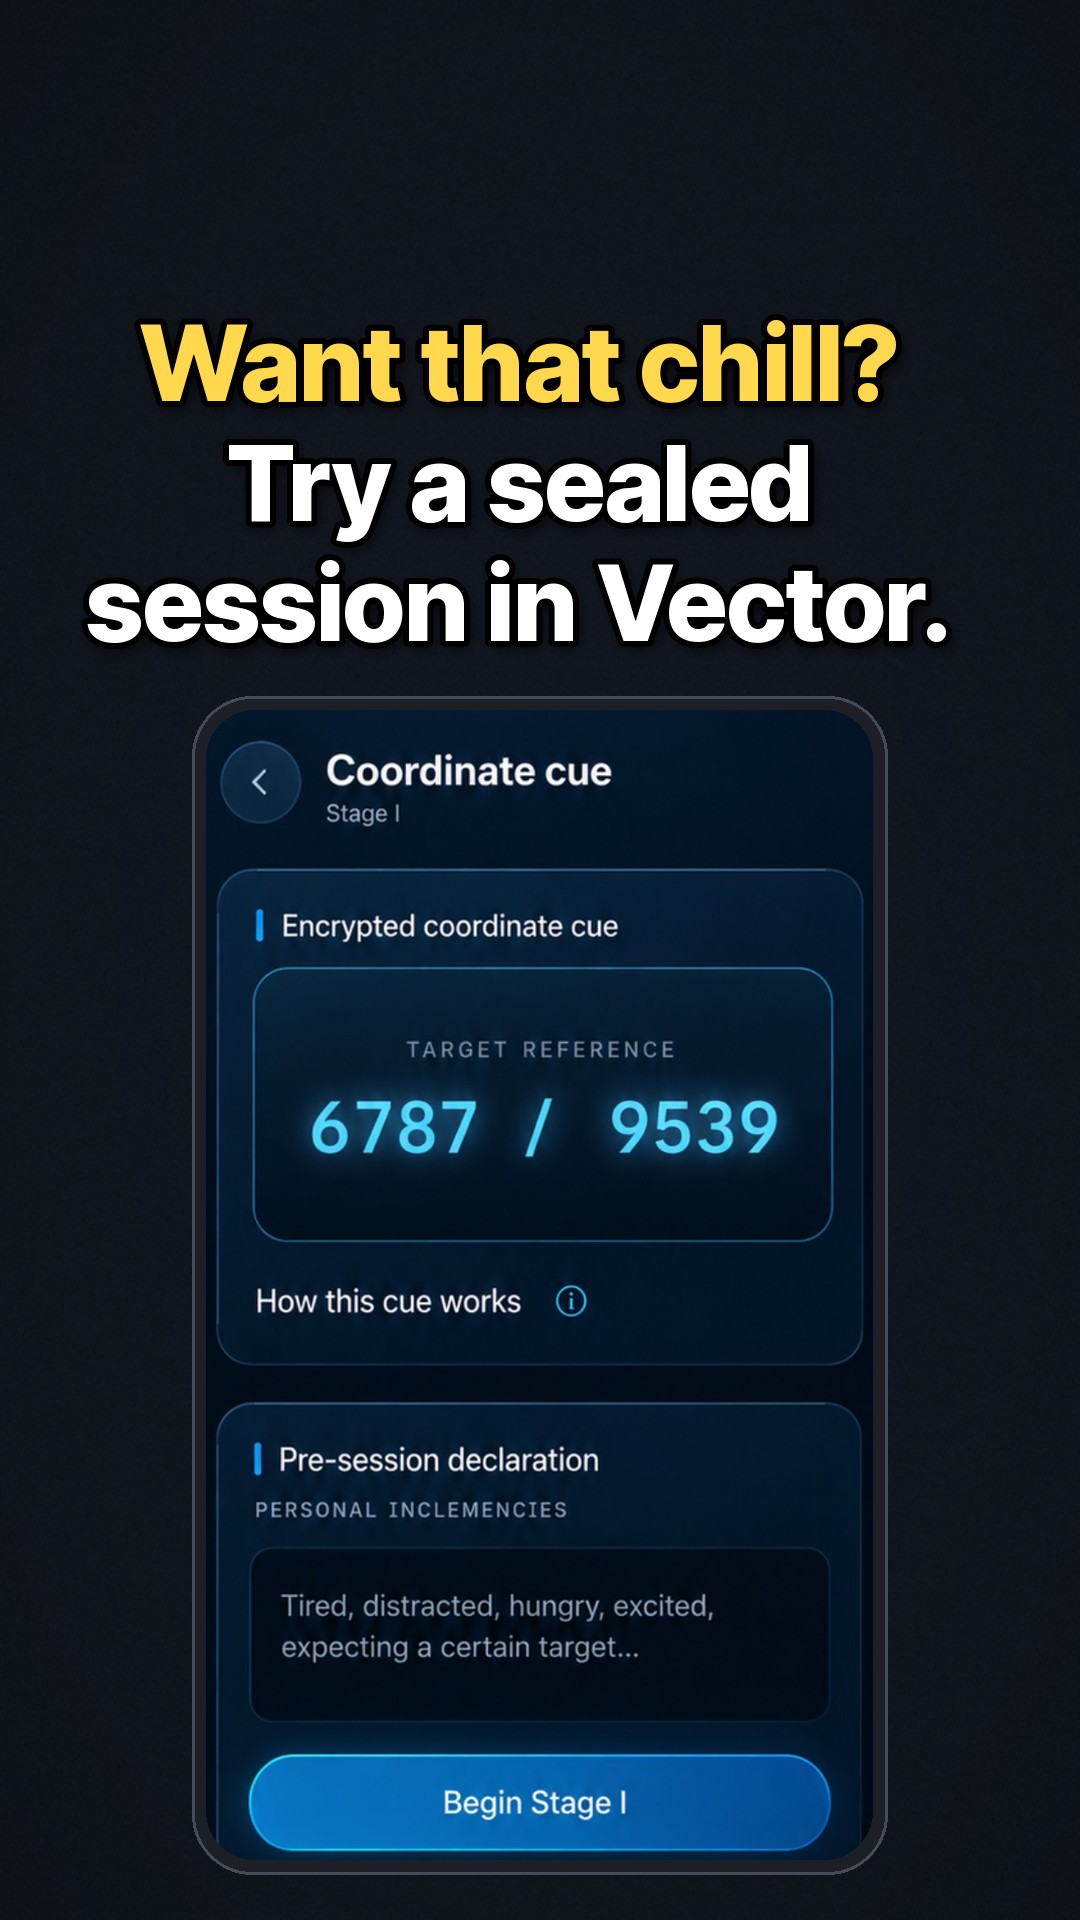 Want that chill?
Try a sealed
session in Vector.
Coordinate cue
Stage I
Encrypted coordinate cue
TARGET REFERENCE
6787 / 9539
How this cue works
Pre-session declaration
PERSONAL INCLEMENCIES
Tired, distracted, hungry, excited,
expecting a certain target...
Begin Stage I